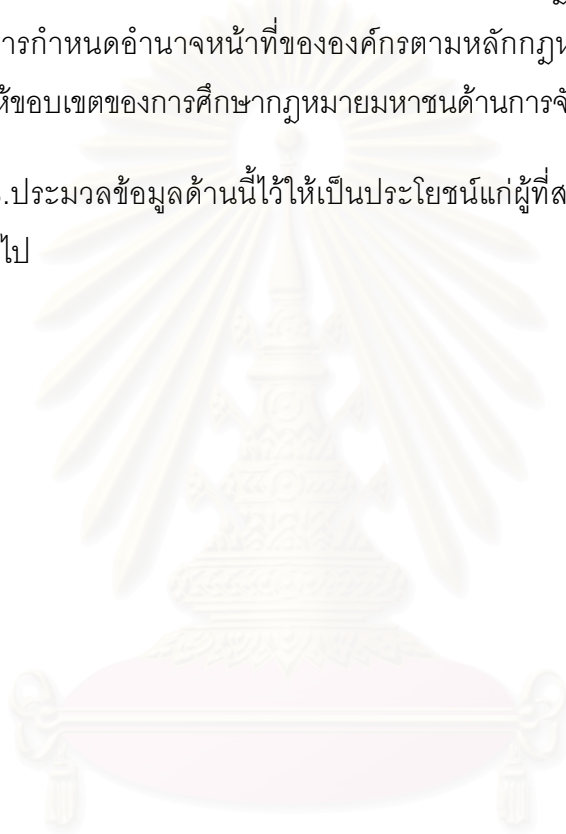 ารกำหนดอำนาจหน้าที่ขององค์กรตามหลักกฎห
ห้ขอบเขตของการศึกษากฎหมายมหาชนด้านการจั
.ประมวลข้อมูลด้านนี้ไว้ให้เป็นประโยชน์แก่ผู้ที่ส
ไป